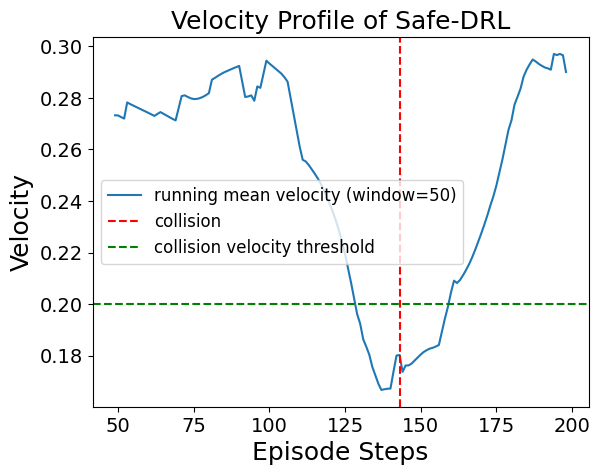 Velocity Profile of Safe-DRL
Velocity
0.30
0.28
0.26
0.24
0.22
0.20
0.18
running mean velocity (window=50)
collision
collision velocity threshold
50 75 100 125 150 175 200
Episode Steps